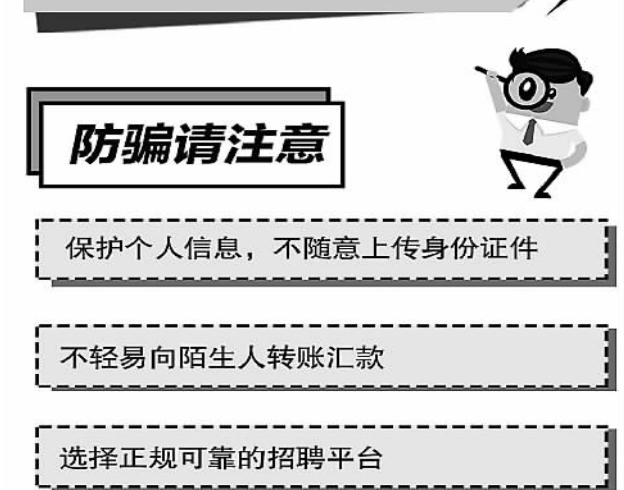 防骗请注意
保护个人信息，不随意上传身份证件
不轻易向陌生人转账汇款
选择正规可靠的招聘平台